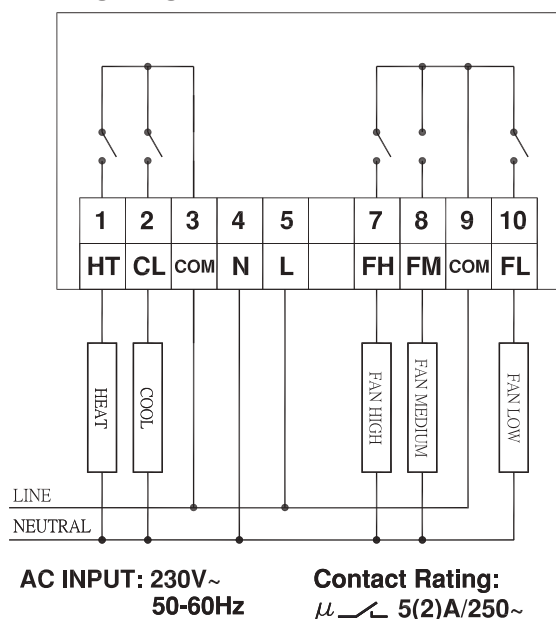 1 2 3 4 5 7 8 9 10
HT CL COM N L FH FM COM FL
HEAT COOL FAN HIGH FAN MEDIUM FAN LOW
LINE
NEUTRAL
AC INPUT: 230V~
50-60Hz
Contact Rating:
μ 5(2)A/250~